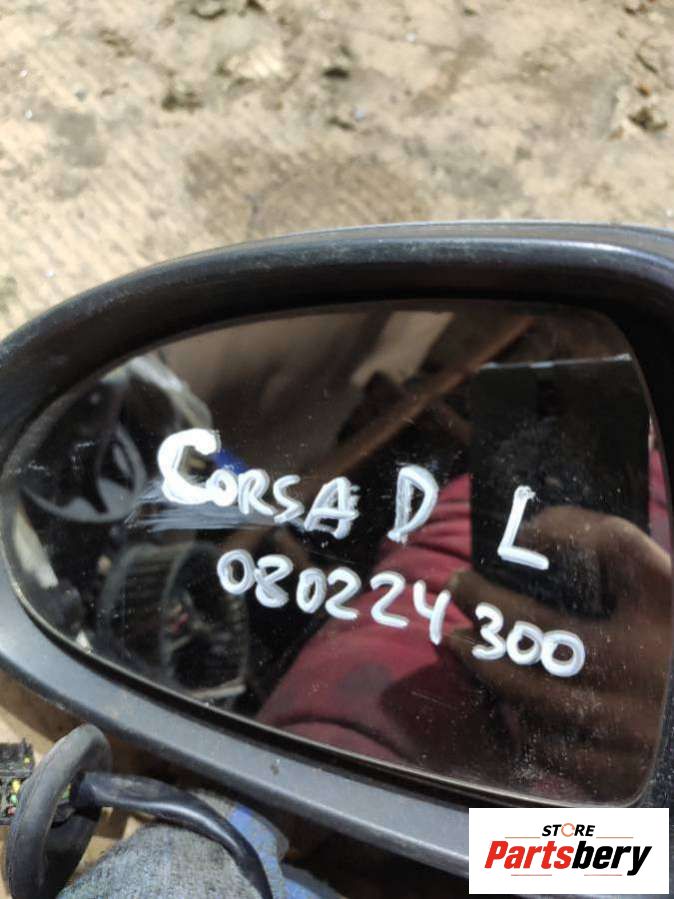 CORSA D L
080224 300
STORE
Partsbery